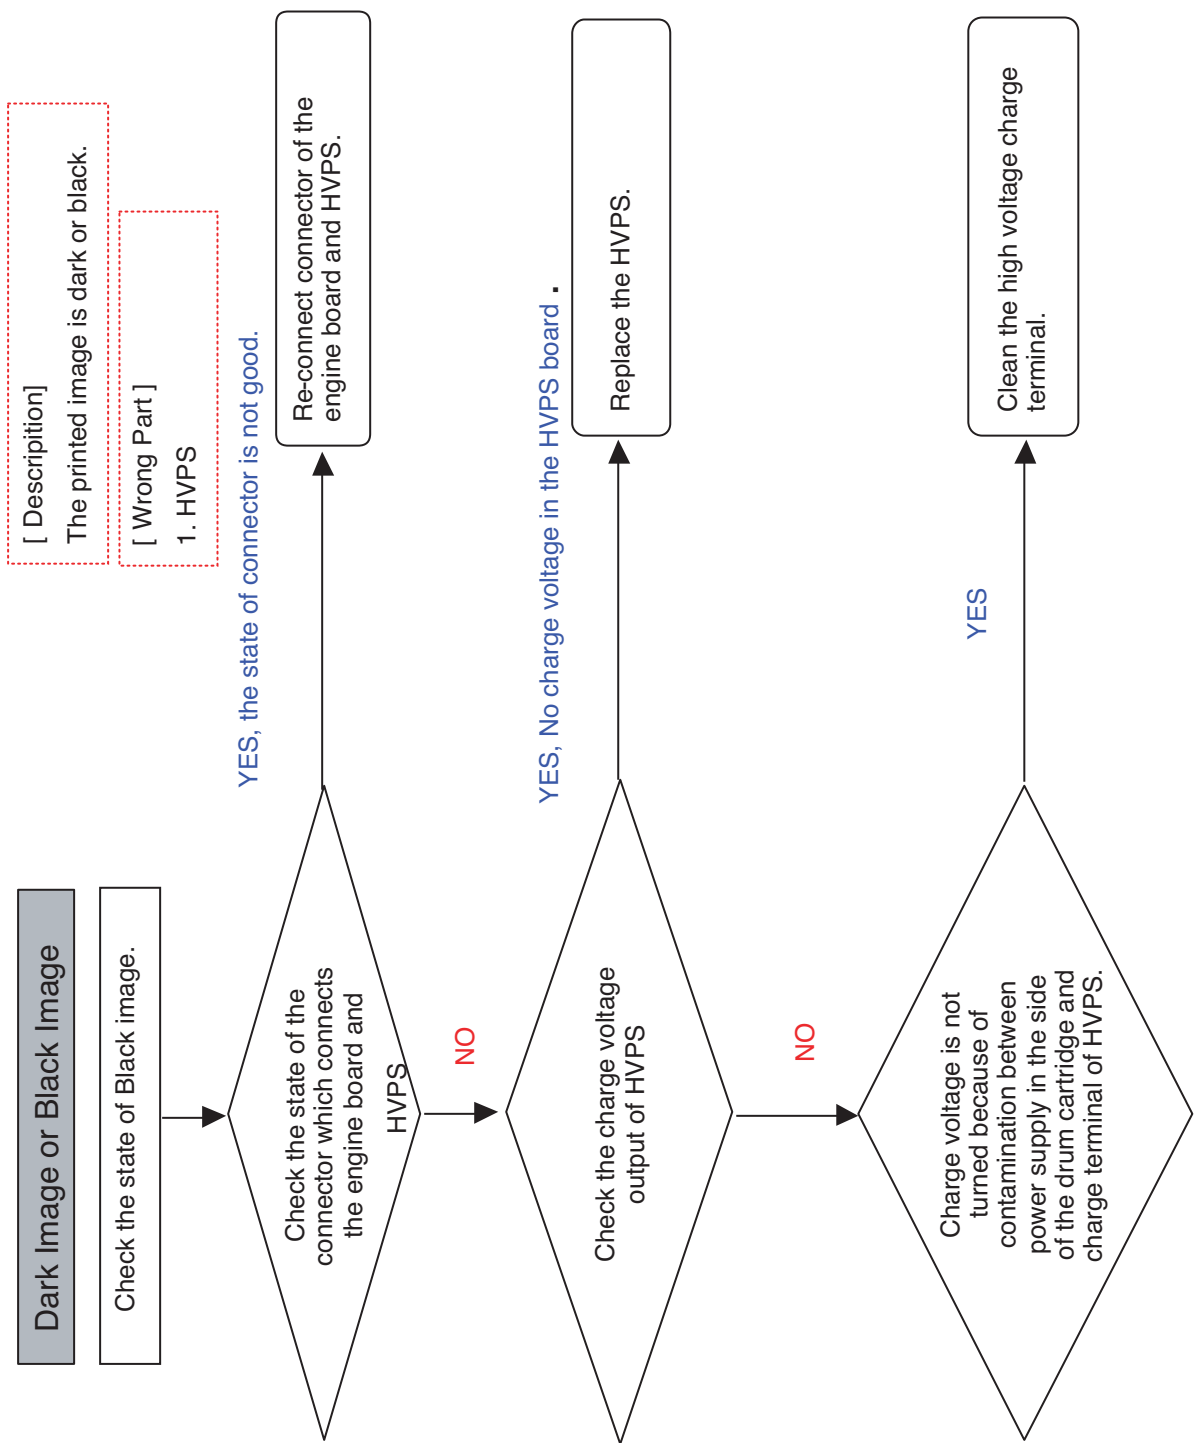 Dark Image or Black Image
[ Descripition]
The printed image is dark or black.
[ Wrong Part ]
1. HVPS
Check the state of Black image.
Check the state of the
connector which connects
the engine board and
HVPS
YES, the state of connector is not good.
Re-connect connector of the
engine board and HVPS.
NO
Check the charge voltage
output of HVPS
YES, No charge voltage in the HVPS board .
Replace the HVPS.
NO
Charge voltage is not
turned because of
contamination between
power supply in the side
of the drum cartridge and
charge terminal of HVPS.
YES
Clean the high voltage charge
terminal.